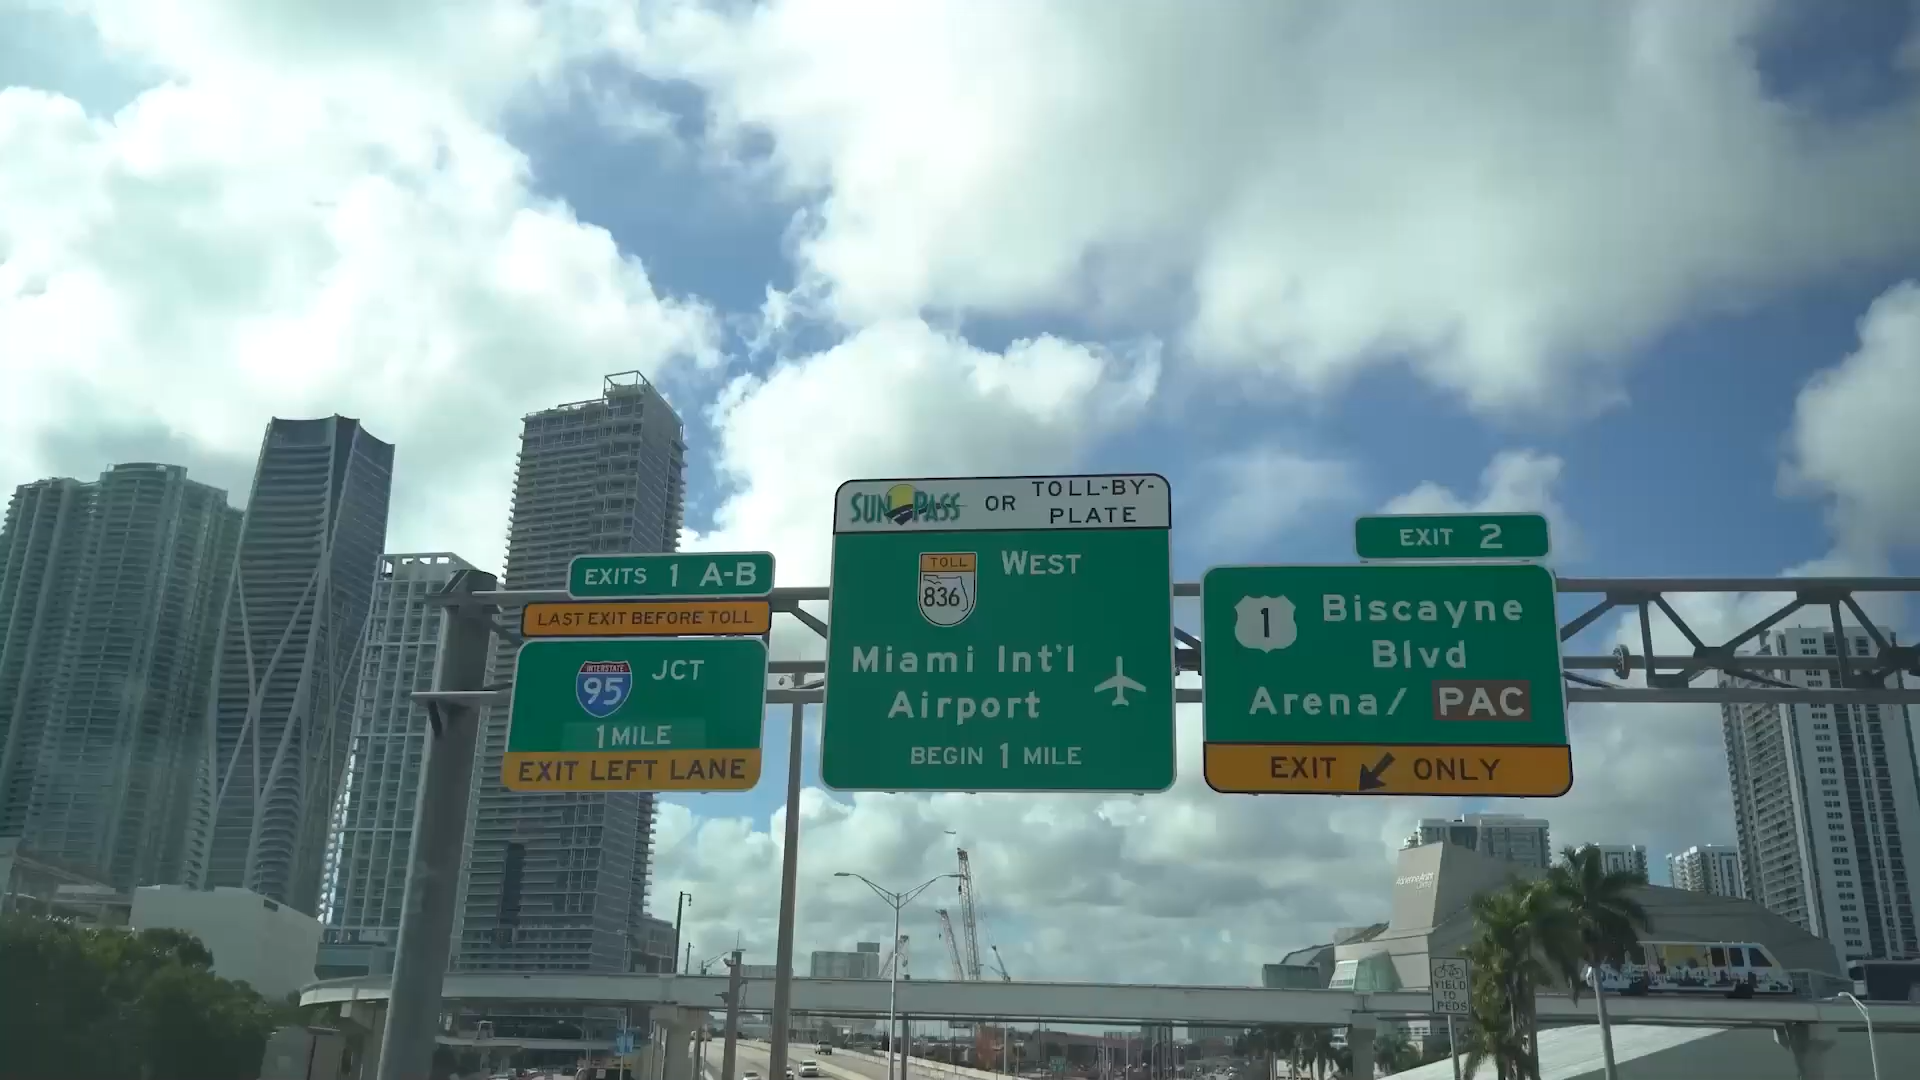 EXITS 1 A-B
LAST EXIT BEFORE TOLL
INTERSTATE
95
JCT
1 MILE
EXIT LEFT LANE
SUNPASS OR TOLL-BY-
PLATE
TOLL
836
WEST
Miami Int'l
Airport
BEGIN 1 MILE
EXIT 2
1
Biscayne
Blvd
Arena/ PAC
EXIT ONLY
YIELD
TO
PEDS